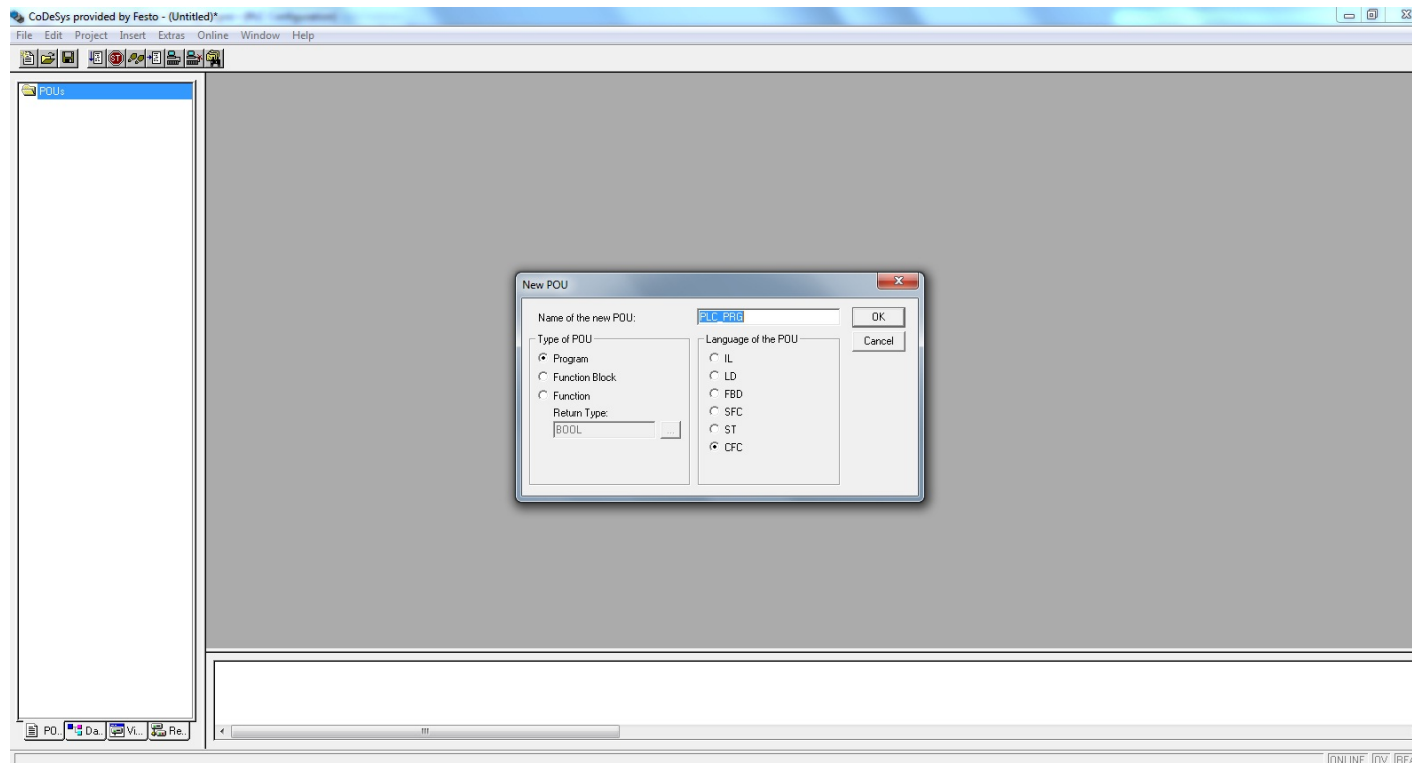 CoDeSys provided by Festo - (Untitled)*
File Edit Project Insert Extras Online Window Help
POUs
New POU
Name of the new POU: PLC_PRG OK
Type of POU Language of the POU Cancel
Program IL
Function Block LD
Function FBD
Return Type: SFC
BOOL ... ST
CFC
PO.. Da.. Vi... Re..
ONLINE OV